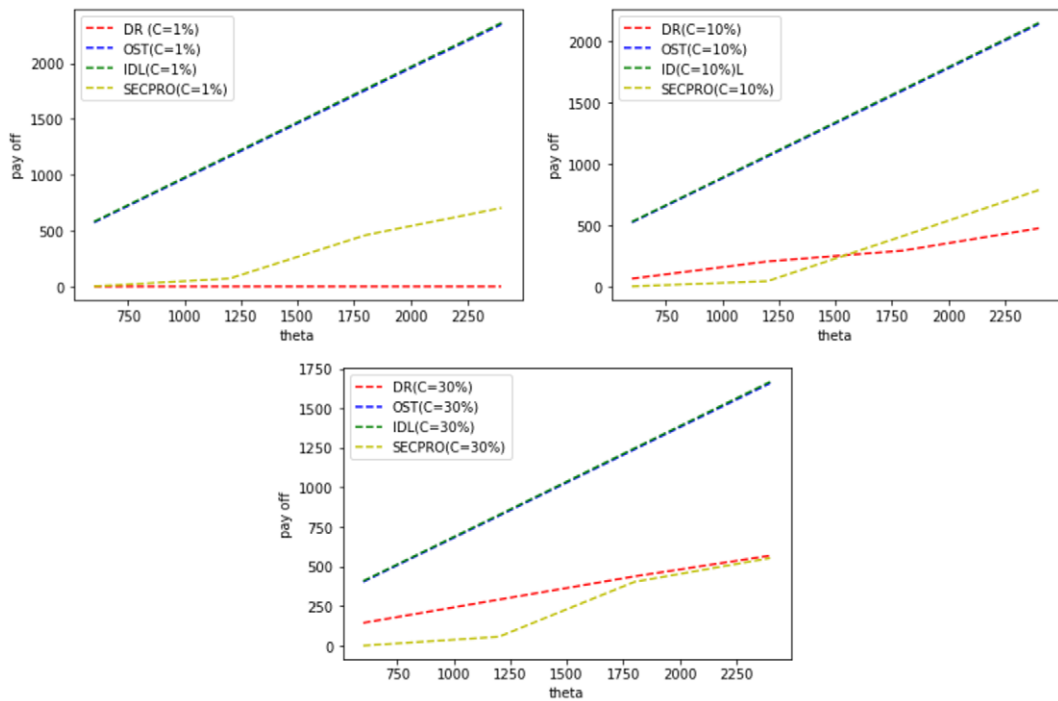 DR (C=1%)
OST(C=1%)
IDL(C=1%)
SECPRO(C=1%)
2000
1500
1000
500
0
pay off
750 1000 1250 1500 1750 2000 2250
theta
DR(C=10%)
OST(C=10%)
ID(C=10%)L
SECPRO(C=10%)
2000
1500
1000
500
0
pay off
750 1000 1250 1500 1750 2000 2250
theta
DR(C=30%)
OST(C=30%)
IDL(C=30%)
SECPRO(C=30%)
1750
1500
1250
1000
750
500
250
0
pay off
750 1000 1250 1500 1750 2000 2250
theta